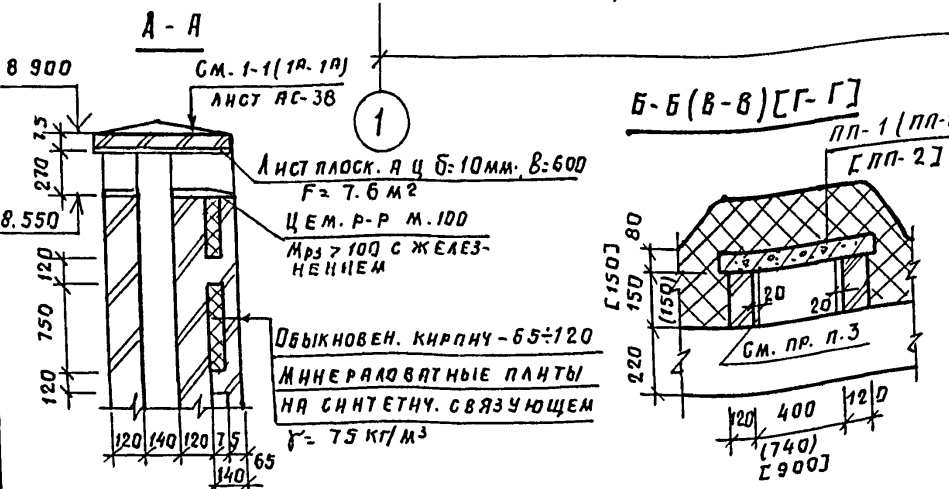 А - А
8 900
См. 1-1 (1А-1А)
лист АС-38
1
7,5
270
Лист плоск. А Ц б=10мм, В=600
F= 7.6 м²
8.550
Цем. р-р М.100
Мрз > 100 с желез-
нением
120
750
120
Обыкновен. кирпич - 65÷120
Минераловатные плиты
на синтетич. связующем
γ= 75 кг/м³
120 140 120 75
65
140
Б-Б (В-В) [Г-Г]
[ПП-2]
80
[150]
150
(150)
220
20
20
См. пр. п.3
120 400 120
(740)
[900]